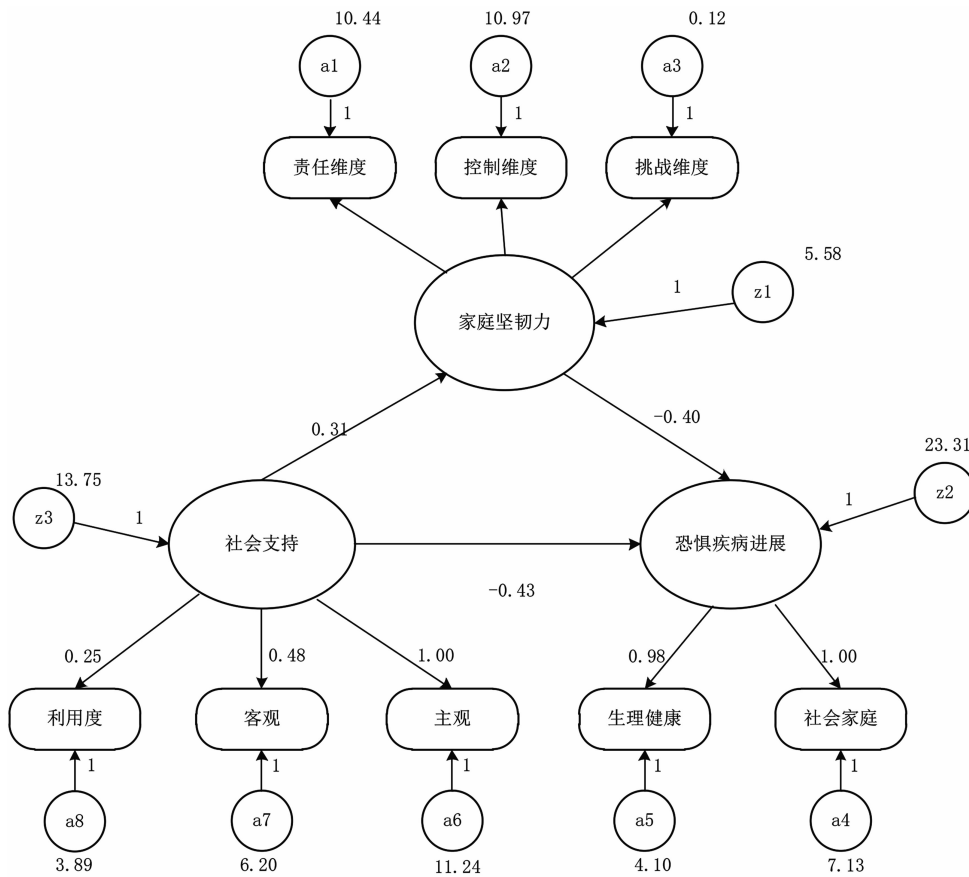 10.44
10.97
0.12
a1
a2
a3
1
1
1
责任维度
控制维度
挑战维度
5.58
1
z1
家庭坚韧力
0.31
-0.40
13.75
23.31
z3
1
1
z2
社会支持
恐惧疾病进展
-0.43
0.25
0.48
1.00
0.98
1.00
利用度
客观
主观
生理健康
社会家庭
1
1
1
1
1
a8
a7
a6
a5
a4
3.89
6.20
11.24
4.10
7.13